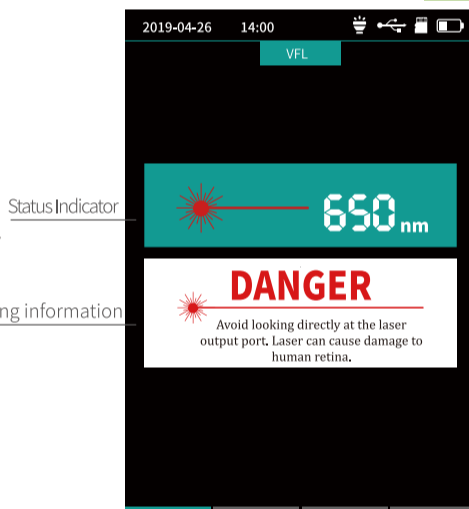 2019-04-26 14:00
VFL
Status Indicator
650nm
DANGER
ng information
Avoid looking directly at the laser
output port. Laser can cause damage to
human retina.